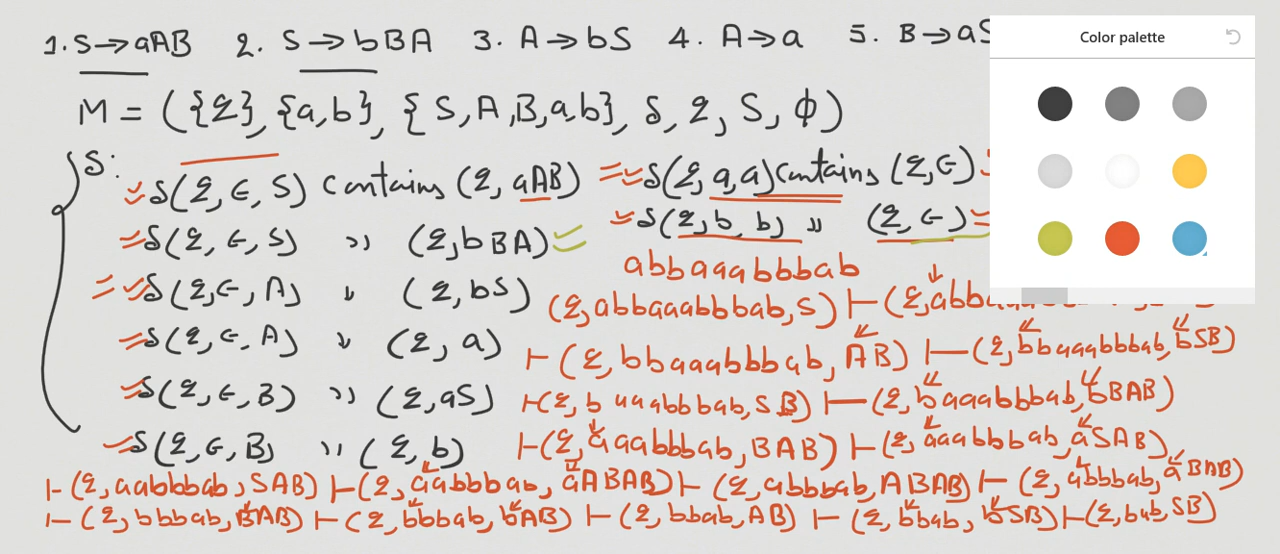 1. S→aAB 2. S→bBA 3. A→bS 4. A→a 5. B→aS
Color palette
M = ({q}, {a,b}, {S,A,B,a,b}, δ, q, S, ϕ)
δ:
δ(q, ϵ, S) contains (q, aAB) δ(q, a, a) contains (q, ϵ)
δ(q, ϵ, S) ,, (q, bBA) δ(q, b, b) ,, (q, ϵ)
abbaaabbbab
δ(q, ϵ, A) ,, (q, bS) (q, abbaaabbbab, S) ⊢ (q, abba
δ(q, ϵ, A) ,, (q, a) ⊢ (q, bbaaabbbab, AB) ⊢ (q, bbaaabbbab, bSB)
δ(q, ϵ, B) ,, (q, aS) ⊢ (q, baaabbbab, SB) ⊢ (q, baaabbbab, bBAB)
δ(q, ϵ, B) ,, (q, b) ⊢ (q, aaabbbab, BAB) ⊢ (q, aaabbbab, aSAB)
⊢ (q, aabbbab, SAB) ⊢ (q, aabbbab, aABAB) ⊢ (q, abbbab, ABAB) ⊢ (q, abbbab, aBAB)
⊢ (q, bbbab, BAB) ⊢ (q, bbbab, bAB) ⊢ (q, bbab, AB) ⊢ (q, bbab, bSB) ⊢ (q, bab, SB)